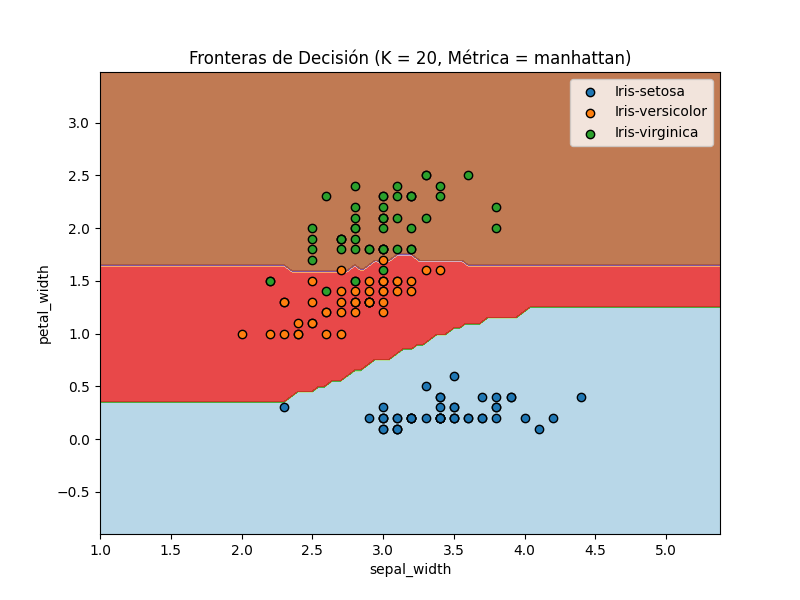 Fronteras de Decisión (K = 20, Métrica = manhattan)
Iris-setosa
Iris-versicolor
Iris-virginica
petal_width
3.0
2.5
2.0
1.5
1.0
0.5
0.0
−0.5
1.0 1.5 2.0 2.5 3.0 3.5 4.0 4.5 5.0
sepal_width